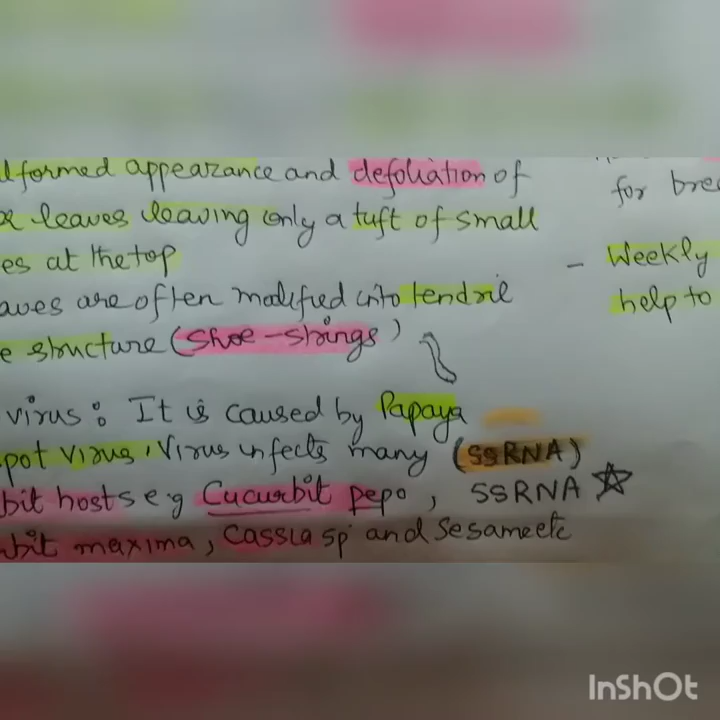 lformed appearance and defoliation of
leaves leaving only a tuft of small
es at the top
aves are often modified into tendril
e structure (Shoe-strings)
virus: It is caused by Papaya
pot virus. Virus infects many (SSRNA)
bit hosts eg Cucurbit pepo, SSRNA
bit maxima, Cassia sp and Sesame etc
for bre
- Weekly
help to
InShOt